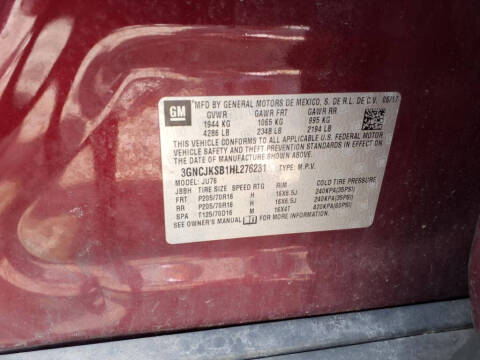 GM
MFD BY GENERAL MOTORS DE MEXICO, S. DE R.L. DE C.V. 06/17
GVWR GAWR FRT GAWR RR
1944 KG 1065 KG 995 KG
4286 LB 2348 LB 2194 LB
THIS VEHICLE CONFORMS TO ALL APPLICABLE U.S. FEDERAL MOTOR
VEHICLE SAFETY, BUMPER, AND THEFT PREVENTION STANDARDS IN
EFFECT ON THE DATE OF MANUFACTURE SHOWN ABOVE.
3GNCJKSB1HL276231 TYPE: M.P.V.
MODEL: JU76
JBBH TIRE SIZE SPEED RTG RIM COLD TIRE PRESSURE
FRT P205/70R16 H 16X6.5J 240KPA(35PSI)
RR P205/70R16 H 16X6.5J 240KPA(35PSI)
SPA T125/70D16 M 16X4T 420KPA(60PSI)
SEE OWNER'S MANUAL